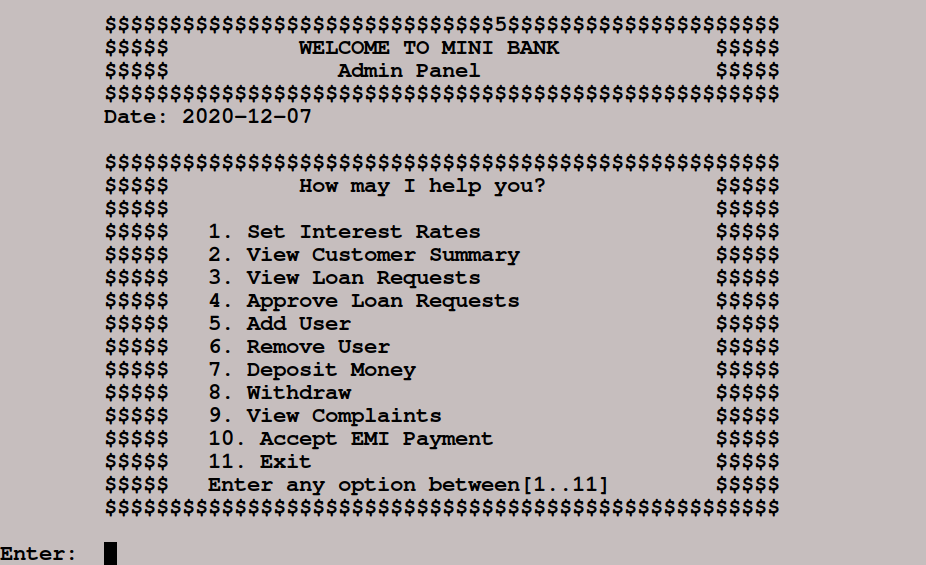 $$$$$$$$$$$$$$$$$$$$$$$$$$$$$$5$$$$$$$$$$$$$$$$$$$$$
$$$$$          WELCOME TO MINI BANK            $$$$$
$$$$$             Admin Panel                  $$$$$
$$$$$$$$$$$$$$$$$$$$$$$$$$$$$$$$$$$$$$$$$$$$$$$$$$$$
Date: 2020-12-07
$$$$$$$$$$$$$$$$$$$$$$$$$$$$$$$$$$$$$$$$$$$$$$$$$$$$
$$$$$          How may I help you?             $$$$$
$$$$$                                          $$$$$
$$$$$   1. Set Interest Rates                  $$$$$
$$$$$   2. View Customer Summary               $$$$$
$$$$$   3. View Loan Requests                  $$$$$
$$$$$   4. Approve Loan Requests               $$$$$
$$$$$   5. Add User                            $$$$$
$$$$$   6. Remove User                         $$$$$
$$$$$   7. Deposit Money                       $$$$$
$$$$$   8. Withdraw                            $$$$$
$$$$$   9. View Complaints                     $$$$$
$$$$$   10. Accept EMI Payment                 $$$$$
$$$$$   11. Exit                               $$$$$
$$$$$   Enter any option between[1..11]        $$$$$
$$$$$$$$$$$$$$$$$$$$$$$$$$$$$$$$$$$$$$$$$$$$$$$$$$$$
Enter: